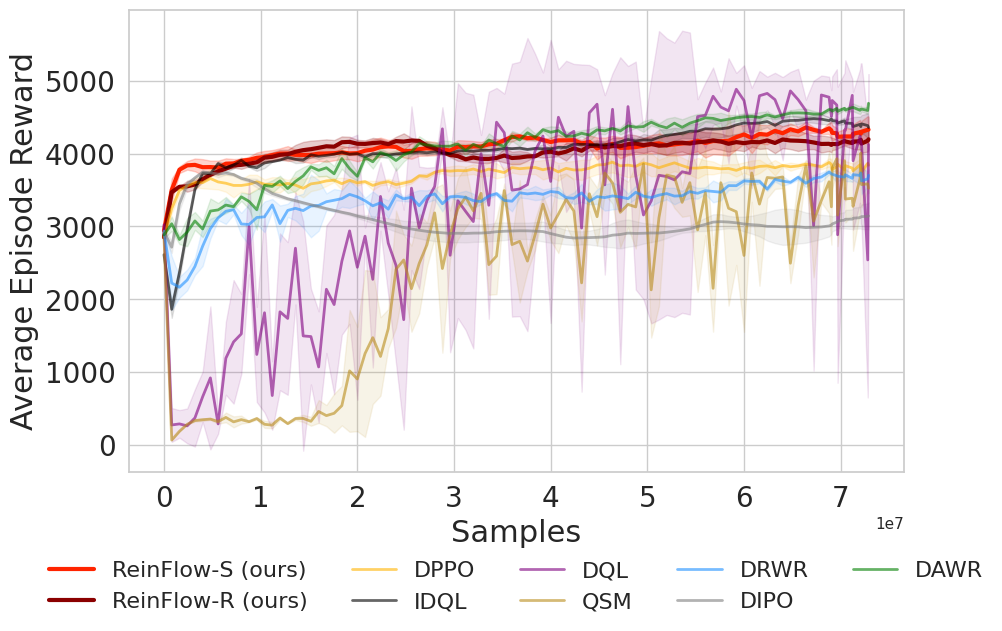 Average Episode Reward
5000
4000
3000
2000
1000
0
0 1 2 3 4 5 6 7
Samples
1e7
ReinFlow-S (ours) DPPO DQL DRWR DAWR
ReinFlow-R (ours) IDQL QSM DIPO